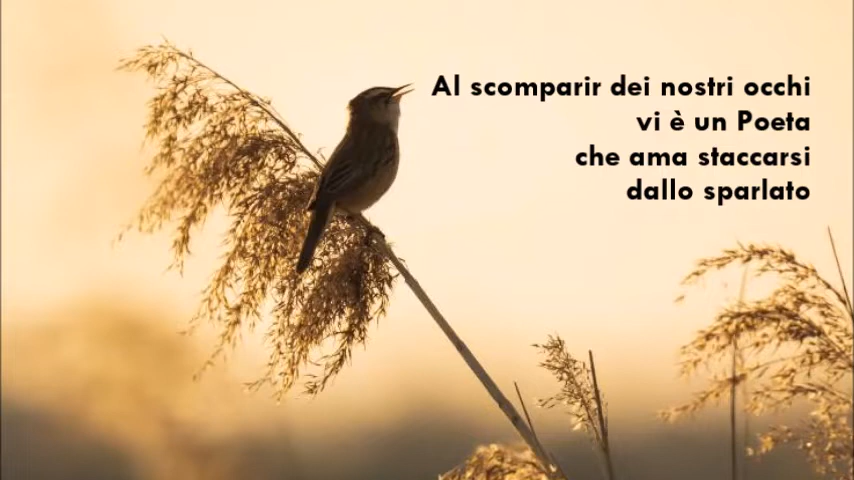 Al scomparir dei nostri occhi
vi è un Poeta
che ama staccarsi
dallo sparlato